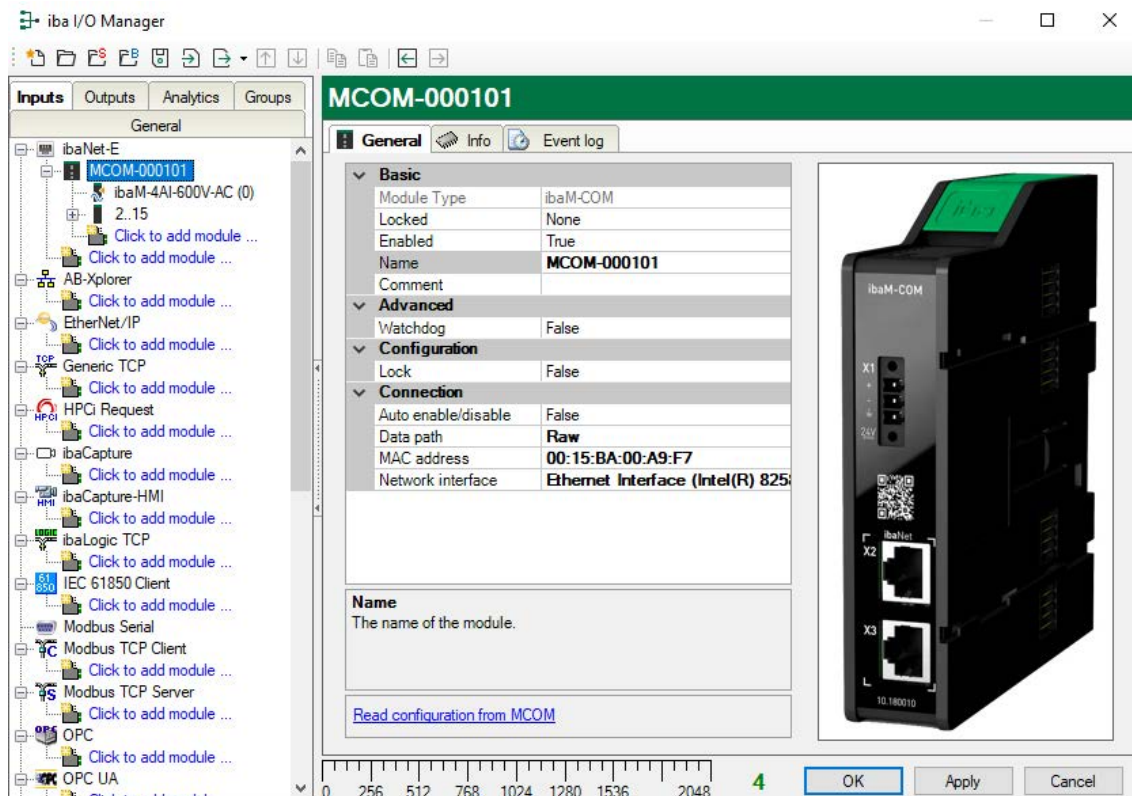 iba I/O Manager
Inputs Outputs Analytics Groups
General
ibaNet-E
MCOM-000101
ibaM-4AI-600V-AC (0)
2..15
Click to add module ...
Click to add module ...
AB-Xplorer
Click to add module ...
EtherNet/IP
Click to add module ...
TCP
Generic TCP
Click to add module ...
HPCi
HPCi Request
Click to add module ...
ibaCapture
Click to add module ...
HMI
ibaCapture-HMI
Click to add module ...
LOGIC
ibaLogic TCP
Click to add module ...
61
850
IEC 61850 Client
Click to add module ...
Modbus Serial
Modbus TCP Client
Click to add module ...
Modbus TCP Server
Click to add module ...
OPC
OPC
Click to add module ...
OPC UA
MCOM-000101
General Info Event log
Basic
Module Type ibaM-COM
Locked None
Enabled True
Name MCOM-000101
Comment
Advanced
Watchdog False
Configuration
Lock False
Connection
Auto enable/disable False
Data path Raw
MAC address 00:15:BA:00:A9:F7
Network interface Ethernet Interface (Intel(R) 825
Name
The name of the module.
Read configuration from MCOM
iba
ibaM-COM
X1
+
-
24V
ibaNet
X2
X3
10.180010
0 256 512 768 1024 1280 1536 2048
4
OK Apply Cancel